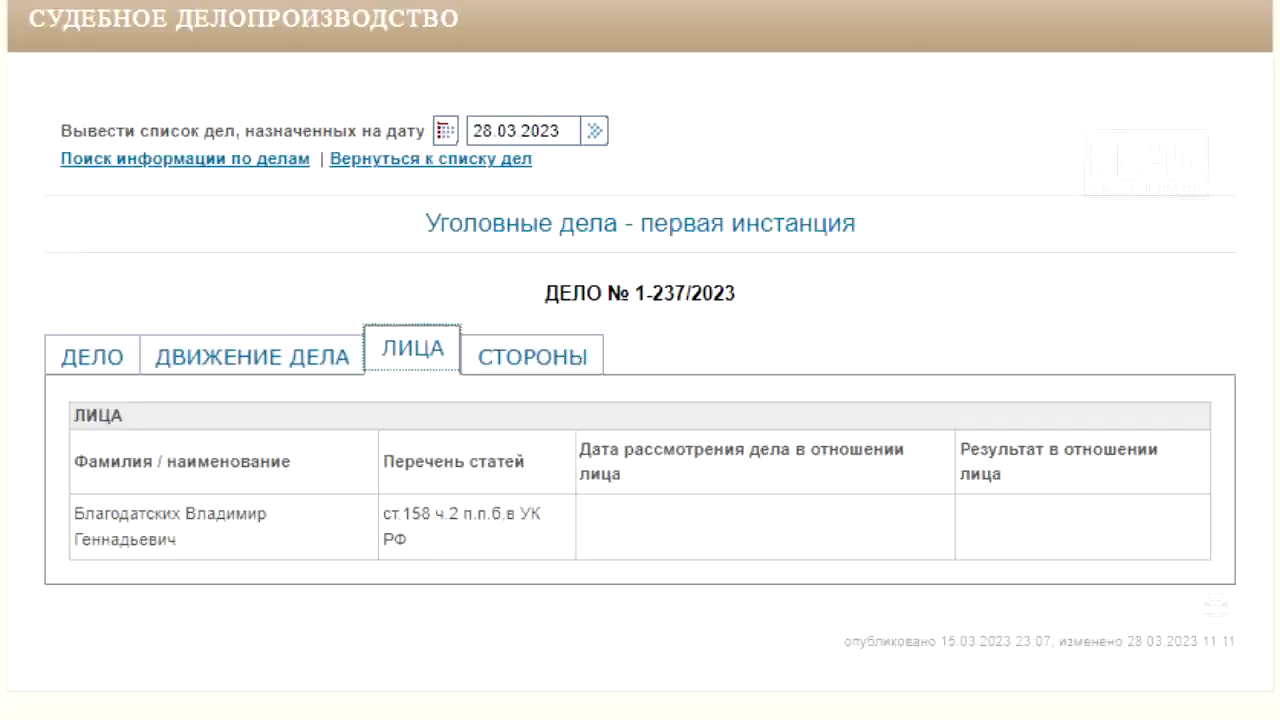 СУДЕБНОЕ ДЕЛОПРОИЗВОДСТВО
Вывести список дел, назначенных на дату 28.03.2023
Поиск информации по делам | Вернуться к списку дел
Уголовные дела - первая инстанция
ДЕЛО № 1-237/2023
ДЕЛО ДВИЖЕНИЕ ДЕЛА ЛИЦА СТОРОНЫ
ЛИЦА
Фамилия / наименование
Перечень статей
Дата рассмотрения дела в отношении
лица
Результат в отношении
лица
Благодатских Владимир
Геннадьевич
ст.158 ч.2 п.п.б,в УК
РФ
опубликовано 15.03.2023 23:07, изменено 28.03.2023 11:11